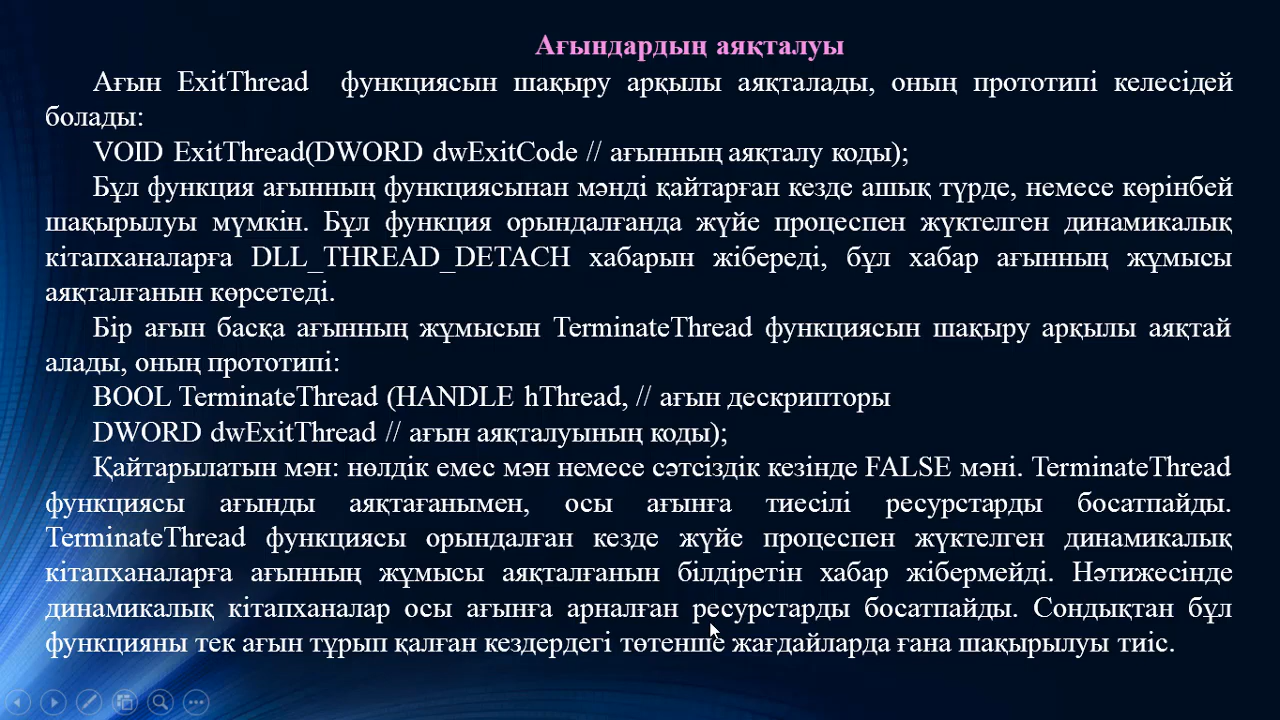 Ағындардың аяқталуы
Ағын ExitThread функциясын шақыру арқылы аяқталады, оның прототипі келесідей
болады:
VOID ExitThread(DWORD dwExitCode // ағынның аяқталу коды);
Бұл функция ағынның функциясынан мәнді қайтарған кезде ашық түрде, немесе көрінбей
шақырылуы мүмкін. Бұл функция орындалғанда жүйе процеспен жүктелген динамикалық
кітапханаларға DLL_THREAD_DETACH хабарын жібереді, бұл хабар ағынның жұмысы
аяқталғанын көрсетеді.
Бір ағын басқа ағынның жұмысын TerminateThread функциясын шақыру арқылы аяқтай
алады, оның прототипі:
BOOL TerminateThread (HANDLE hThread, // ағын дескрипторы
DWORD dwExitThread // ағын аяқталуының коды);
Қайтарылатын мән: нөлдік емес мән немесе сәтсіздік кезінде FALSE мәні. TerminateThread
функциясы ағынды аяқтағанымен, осы ағынға тиесілі ресурстарды босатпайды.
TerminateThread функциясы орындалған кезде жүйе процеспен жүктелген динамикалық
кітапханаларға ағынның жұмысы аяқталғанын білдіретін хабар жібермейді. Нәтижесінде
динамикалық кітапханалар осы ағынға арналған ресурстарды босатпайды. Сондықтан бұл
функцияны тек ағын тұрып қалған кездердегі төтенше жағдайларда ғана шақырылуы тиіс.